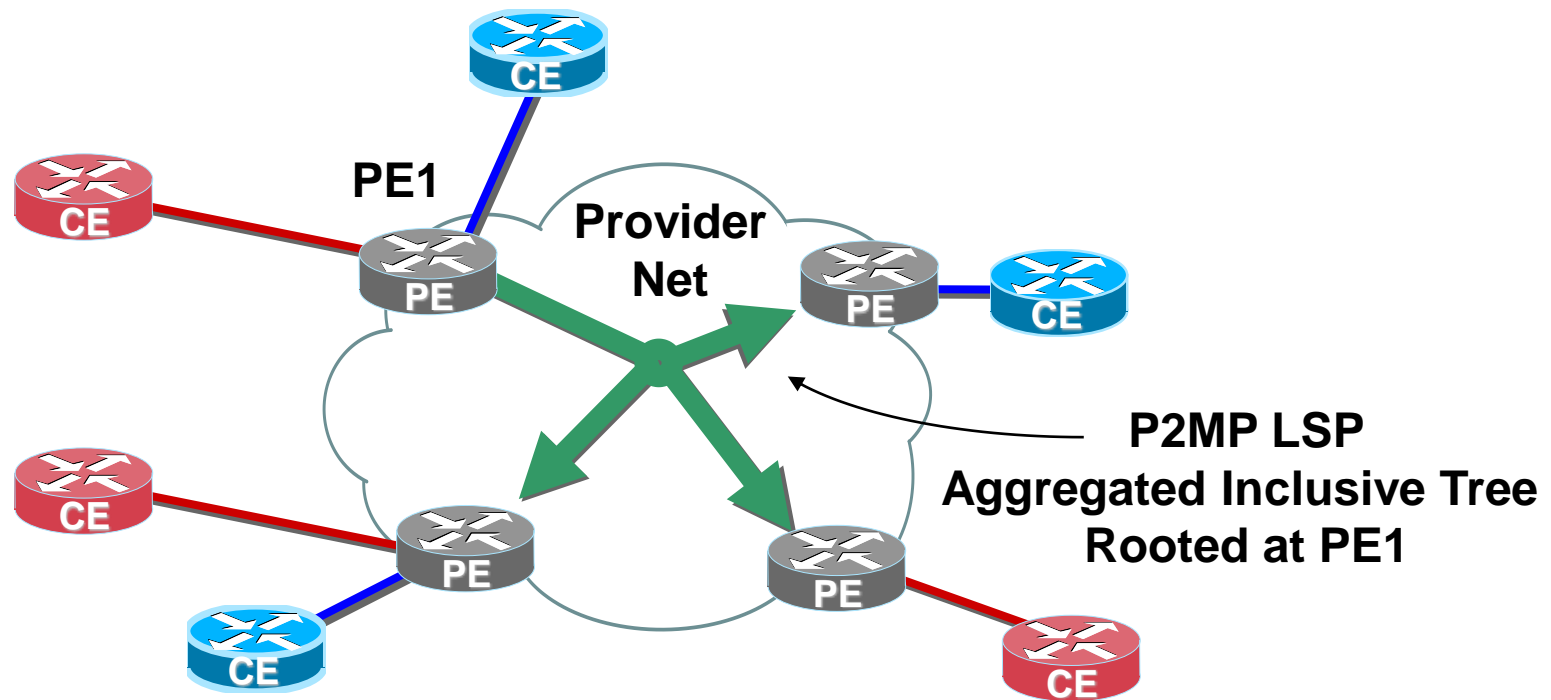 CE
PE1
CE
Provider
Net
PE
PE
CE
P2MP LSP
Aggregated Inclusive Tree
Rooted at PE1
CE
PE
PE
CE
CE